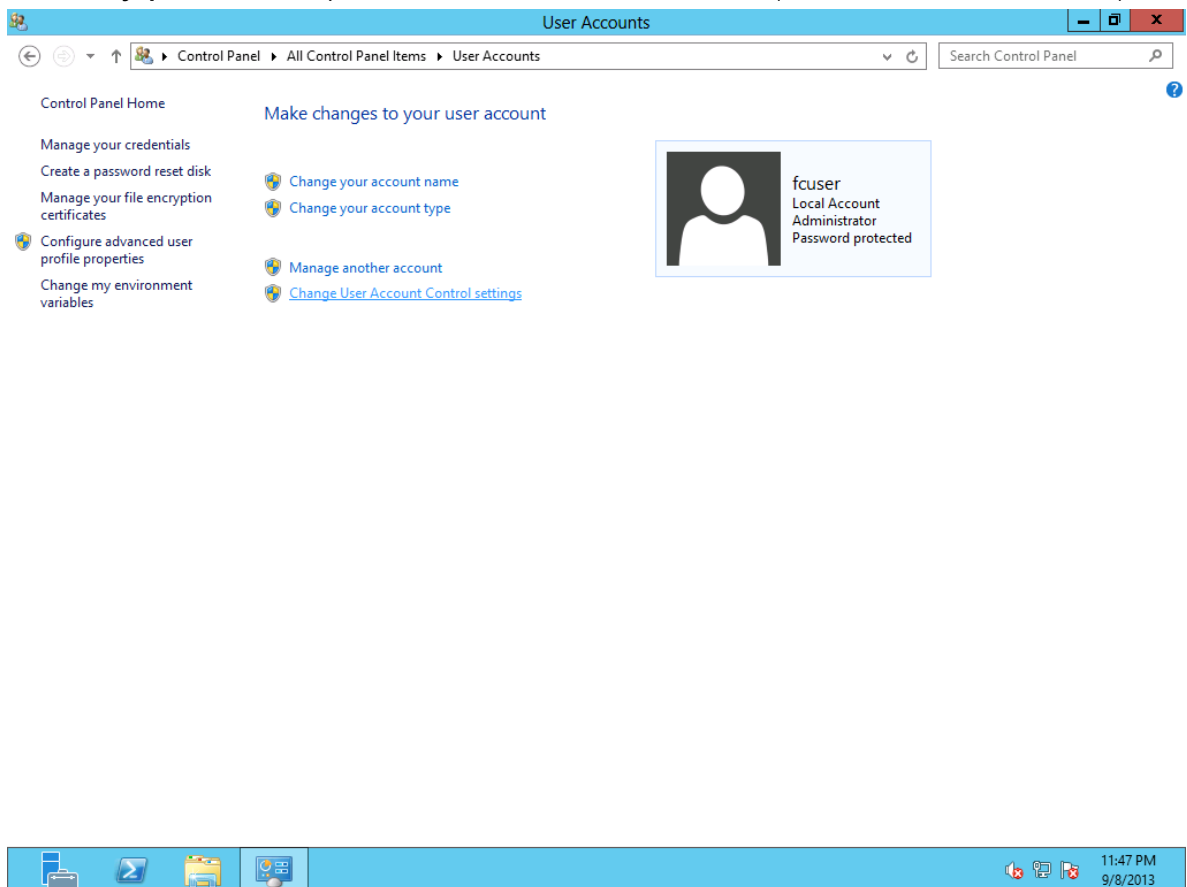 User Accounts
Control Panel ▸ All Control Panel Items ▸ User Accounts
Search Control Panel
Control Panel Home
Make changes to your user account
Manage your credentials
Create a password reset disk
Manage your file encryption
certificates
Configure advanced user
profile properties
Change my environment
variables
Change your account name
Change your account type
Manage another account
Change User Account Control settings
fcuser
Local Account
Administrator
Password protected
11:47 PM
9/8/2013